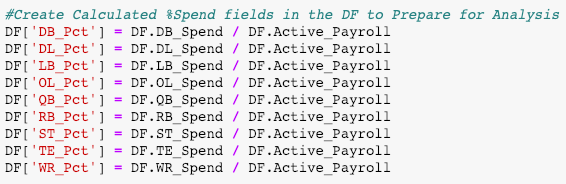 #Create Calculated %Spend fields in the DF to Prepare for Analysis
DF['DB_Pct'] = DF.DB_Spend / DF.Active_Payroll
DF['DL_Pct'] = DF.DL_Spend / DF.Active_Payroll
DF['LB_Pct'] = DF.LB_Spend / DF.Active_Payroll
DF['OL_Pct'] = DF.OL_Spend / DF.Active_Payroll
DF['QB_Pct'] = DF.QB_Spend / DF.Active_Payroll
DF['RB_Pct'] = DF.RB_Spend / DF.Active_Payroll
DF['ST_Pct'] = DF.ST_Spend / DF.Active_Payroll
DF['TE_Pct'] = DF.TE_Spend / DF.Active_Payroll
DF['WR_Pct'] = DF.WR_Spend / DF.Active_Payroll